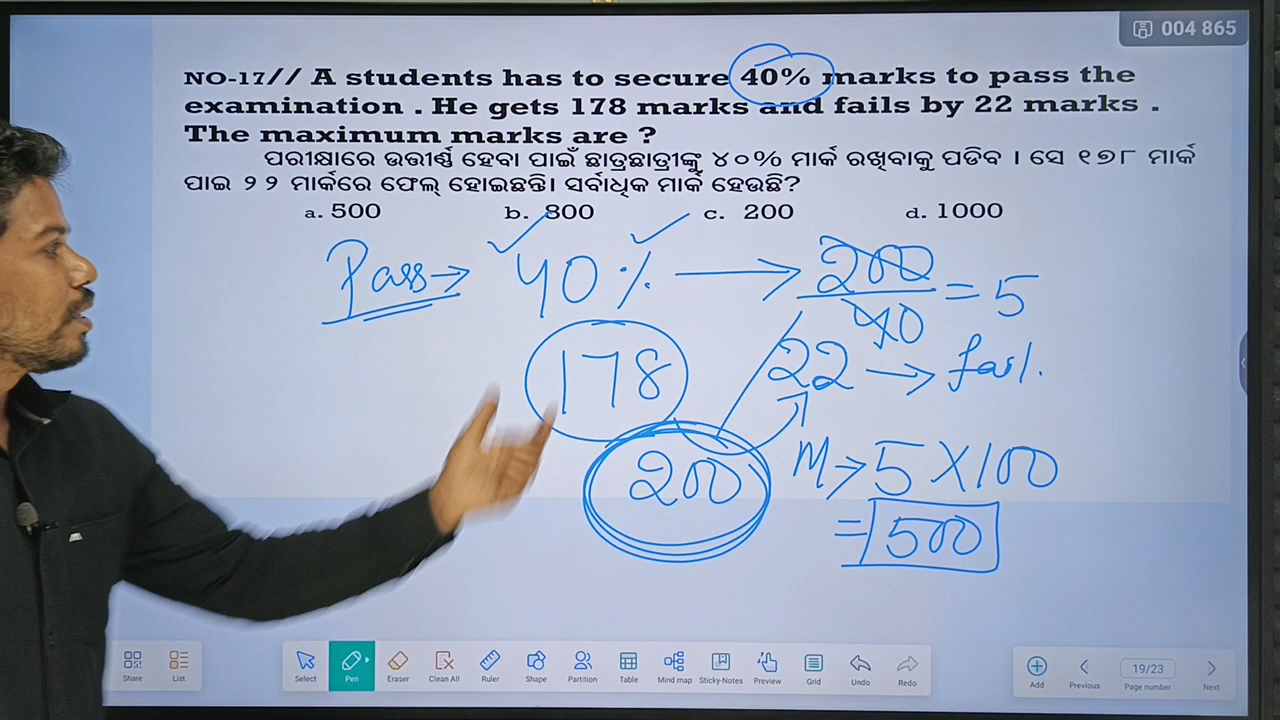 004 865
NO-17// A students has to secure 40% marks to pass the
examination . He gets 178 marks and fails by 22 marks .
The maximum marks are ?
ପରୀକ୍ଷାରେ ଉତ୍ତୀର୍ଣ୍ଣ ହେବା ପାଇଁ ଛାତ୍ରଛାତ୍ରୀଙ୍କୁ ୪୦% ମାର୍କ ରଖିବାକୁ ପଡିବ । ସେ ୧୭୮ ମାର୍କ
ପାଇ ୨୨ ମାର୍କରେ ଫେଲ୍ ହୋଇଛନ୍ତି। ସର୍ବାଧିକ ମାର୍କ ହେଉଛି?
a. 500 b. 800 c. 200 d. 1000
Pass → 40% → 200/40 = 5
178 22 → fail.
200 M → 5 X 100
= 500
Share List Select Pen Eraser Clean All Ruler Shape Partition Table Mind map Sticky-Notes Preview Grid Undo Redo Add Previous 19/23 Page number Next